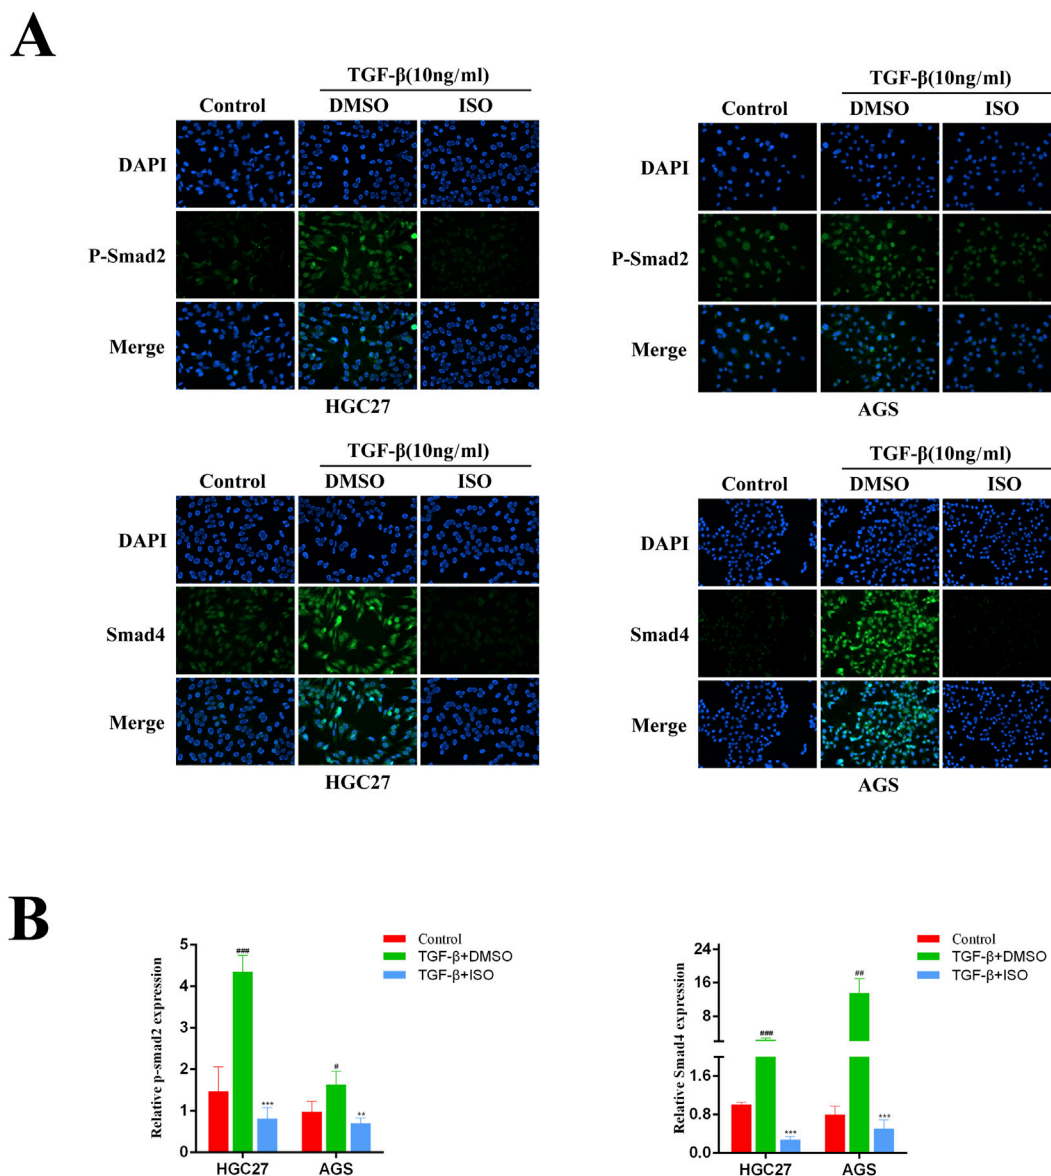 A
TGF-β(10ng/ml)
Control DMSO ISO
DAPI
P-Smad2
Merge
HGC27
TGF-β(10ng/ml)
Control DMSO ISO
DAPI
P-Smad2
Merge
AGS
TGF-β(10ng/ml)
Control DMSO ISO
DAPI
Smad4
Merge
HGC27
TGF-β(10ng/ml)
Control DMSO ISO
DAPI
Smad4
Merge
AGS
B
Relative p-smad2 expression
5
4
3
2
1
0
###
***
#
**
HGC27 AGS
Control
TGF-β+DMSO
TGF-β+ISO
Relative Smad4 expression
24
16
8
1.6
0.8
0.0
###
***
##
***
HGC27 AGS
Control
TGF-β+DMSO
TGF-β+ISO